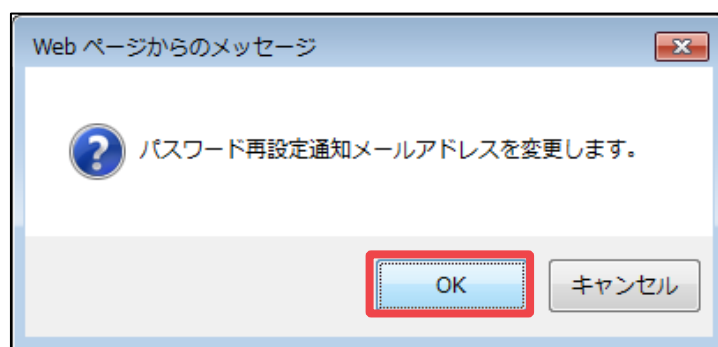 Web ページからのメッセージ
パスワード再設定通知メールアドレスを変更します。
OK
キャンセル